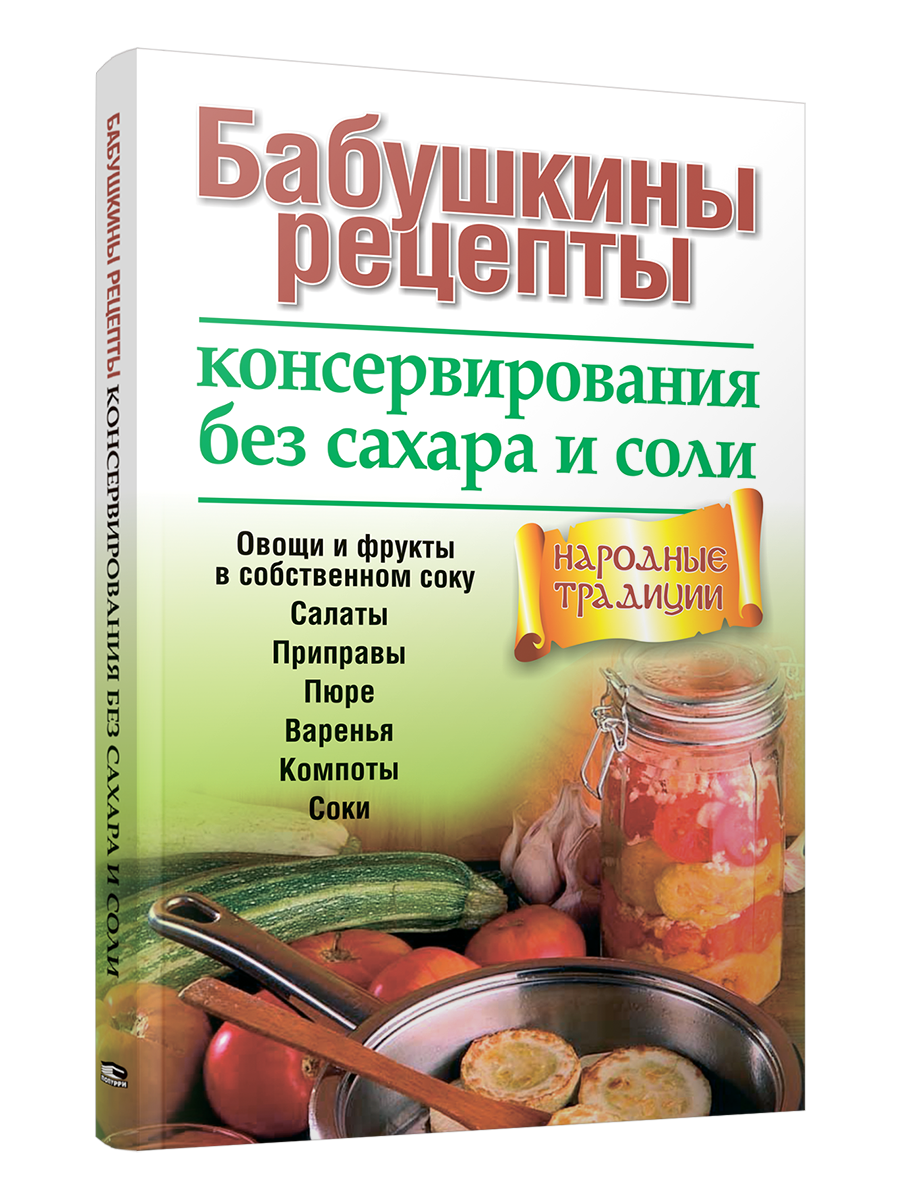 Бабушкины
рецепты
консервирования
без сахара и соли
Овощи и фрукты
в собственном соку
Салаты
Приправы
Пюре
Варенья
Компоты
Соки
НАРОДНЫЕ
ТРАДИЦИИ
БАБУШКИНЫ РЕЦЕПТЫ КОНСЕРВИРОВАНИЯ БЕЗ САХАРА И СОЛИ
ПОПУРРИ